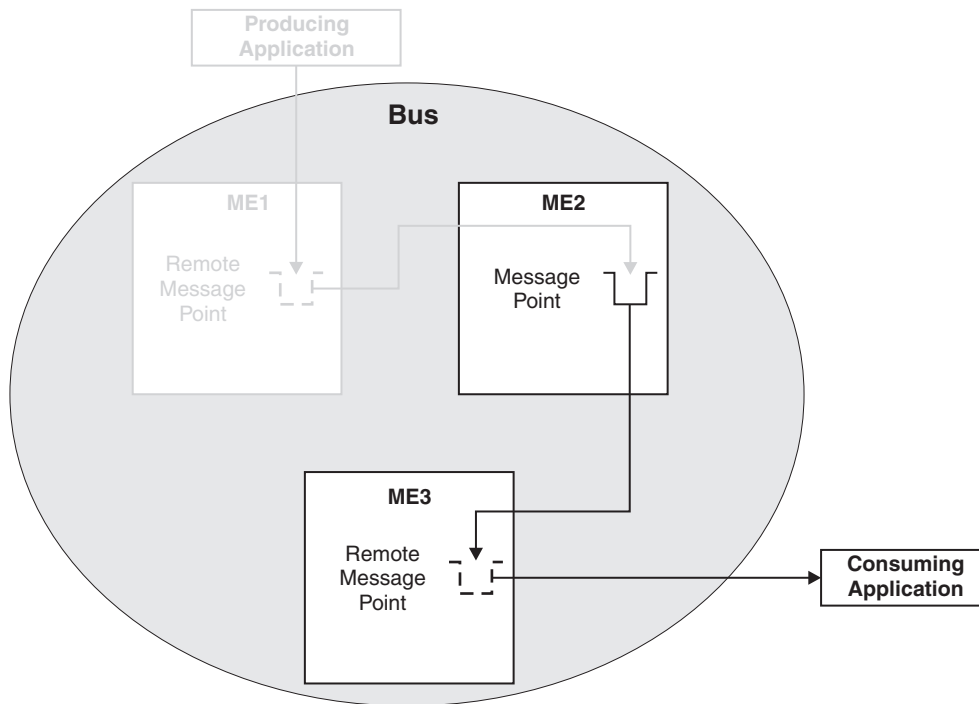 Producing
Application
Bus
ME1
Remote
Message
Point
ME2
Message
Point
ME3
Remote
Message
Point
Consuming
Application